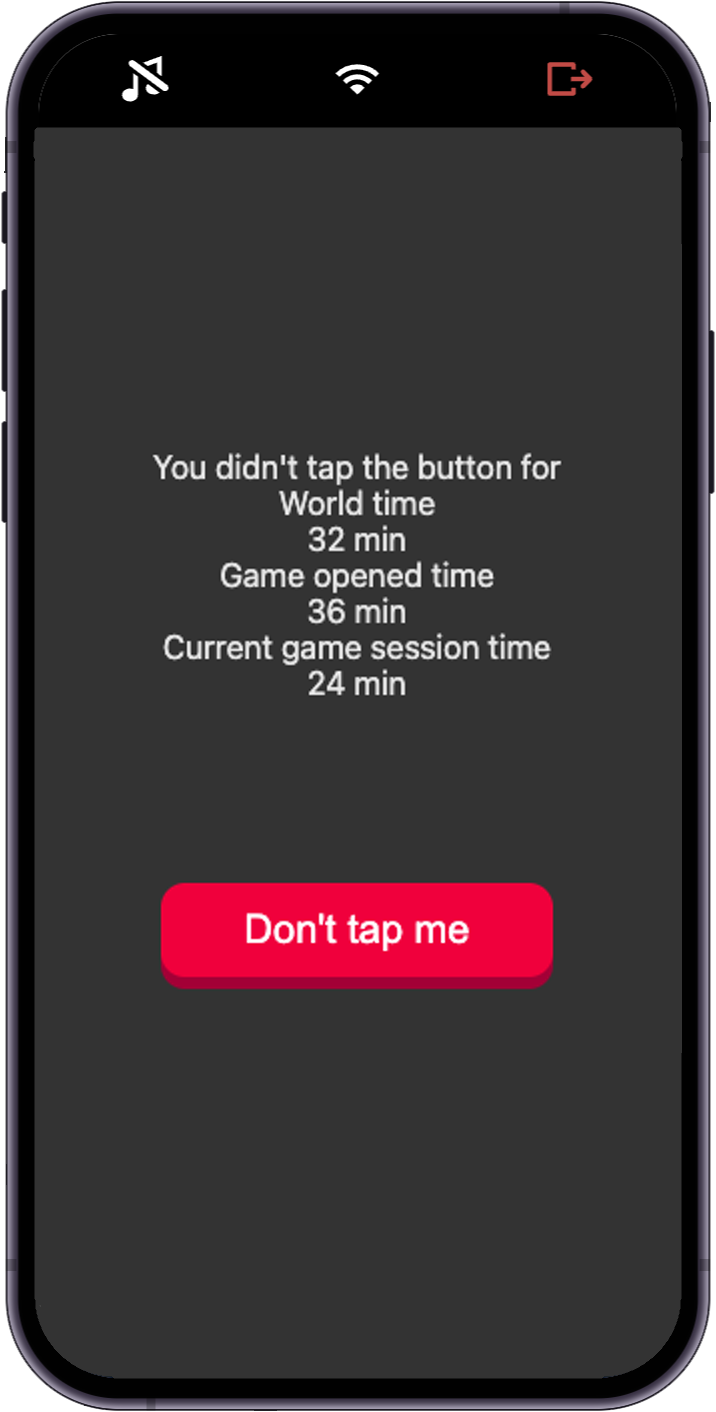 You didn't tap the button for
World time
32 min
Game opened time
36 min
Current game session time
24 min
Don't tap me